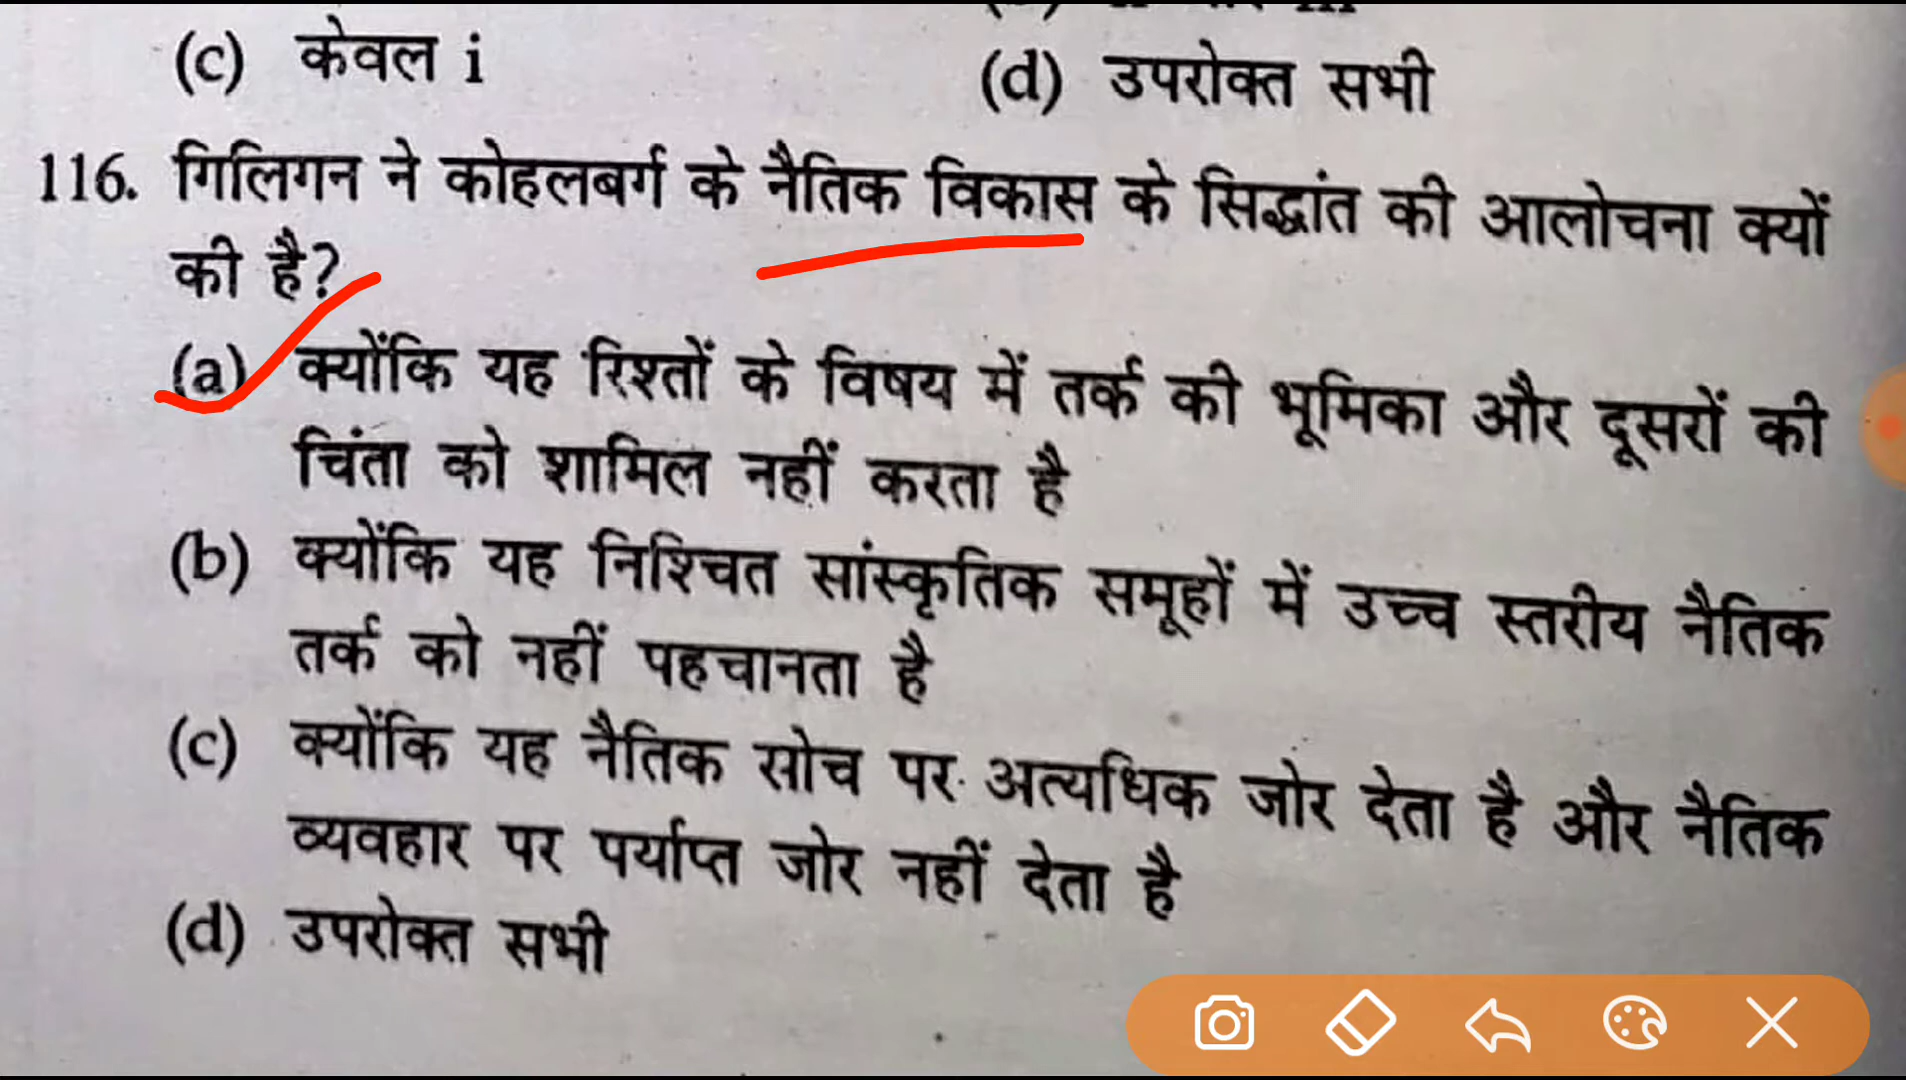 (c) केवल i
(d) उपरोक्त सभी
116. गिलिगन ने कोहलबर्ग के नैतिक विकास के सिद्धांत की आलोचना क्यों
की है?
(a) क्योंकि यह रिश्तों के विषय में तर्क की भूमिका और दूसरों की
चिंता को शामिल नहीं करता है
(b) क्योंकि यह निश्चित सांस्कृतिक समूहों में उच्च स्तरीय नैतिक
तर्क को नहीं पहचानता है
(c) क्योंकि यह नैतिक सोच पर अत्यधिक जोर देता है और नैतिक
व्यवहार पर पर्याप्त जोर नहीं देता है
(d) उपरोक्त सभी